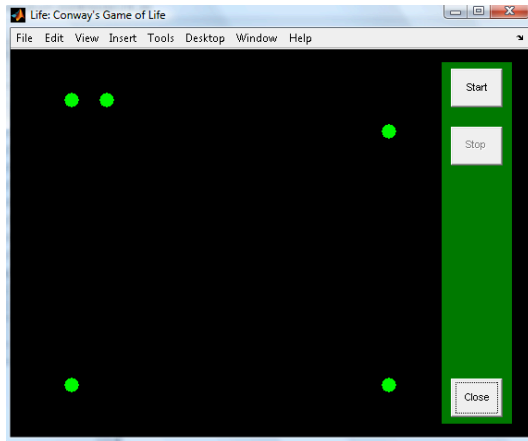 Life: Conway's Game of Life
File Edit View Insert Tools Desktop Window Help
Start
Stop
Close